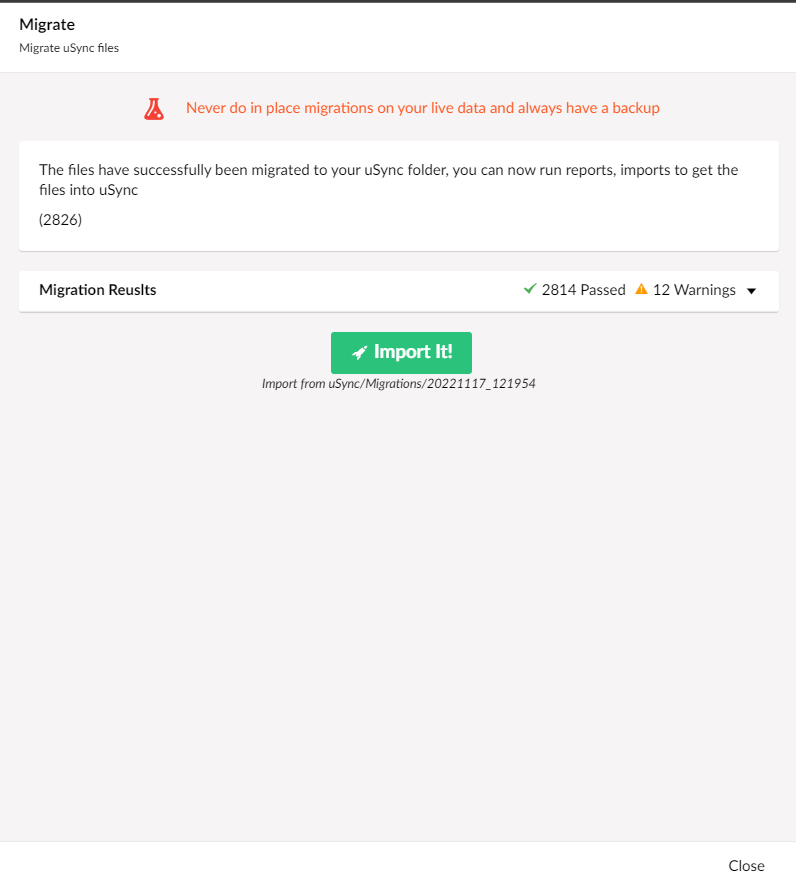 Migrate
Migrate uSync files
Never do in place migrations on your live data and always have a backup
The files have successfully been migrated to your uSync folder, you can now run reports, imports to get the
files into uSync
(2826)
Migration Reuslts
2814 Passed
12 Warnings
Import It!
Import from uSync/Migrations/20221117_121954
Close